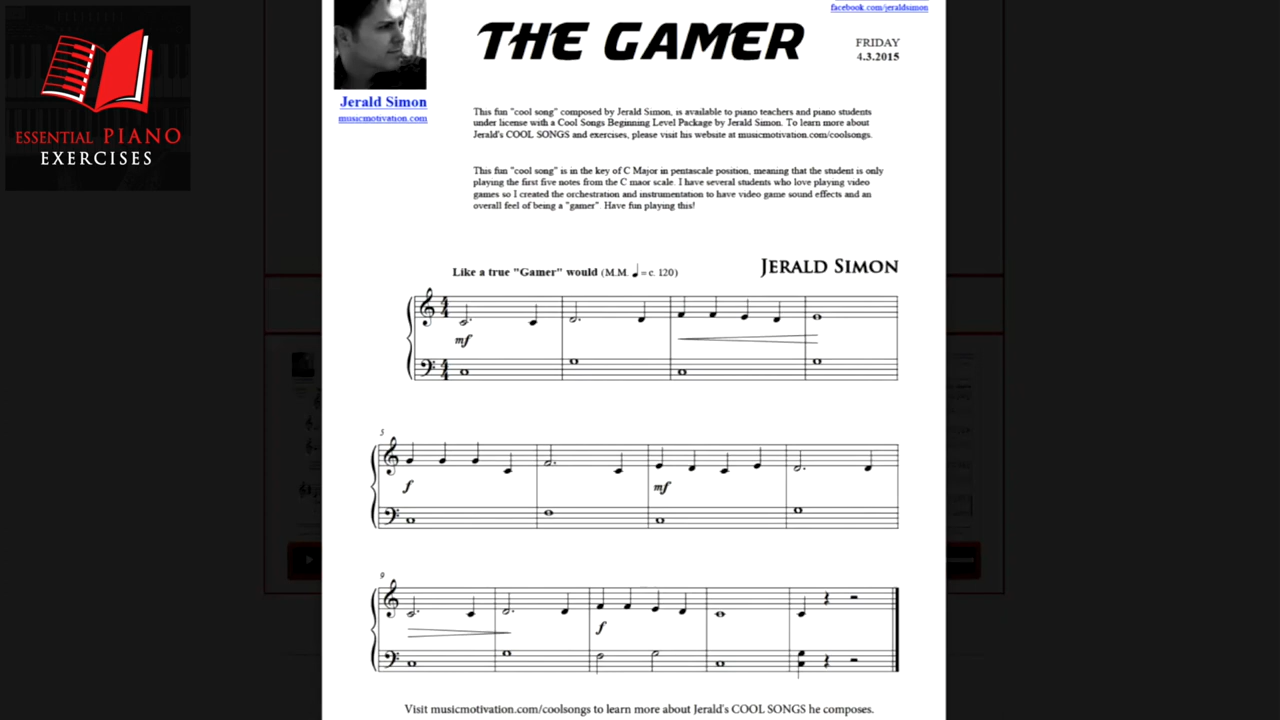 facebook.com/jeraldsimon
THE GAMER
FRIDAY
4.3.2015
Jerald Simon
musicmotivation.com
ESSENTIAL PIANO
EXERCISES
This fun "cool song" composed by Jerald Simon, is available to piano teachers and piano students
under license with a Cool Songs Beginning Level Package by Jerald Simon. To learn more about
Jerald's COOL SONGS and exercises, please visit his website at musicmotivation.com/coolsongs.
This fun "cool song" is in the key of C Major in pentascale position, meaning that the student is only
playing the first five notes from the C maor scale. I have several students who love playing video
games so I created the orchestration and instrumentation to have video game sound effects and an
overall feel of being a "gamer". Have fun playing this!
JERALD SIMON
Like a true "Gamer" would (M.M. ♩ = c. 120)
4 4
mf
4 4
5
f mf
9
f
Visit musicmotivation.com/coolsongs to learn more about Jerald's COOL SONGS he composes.